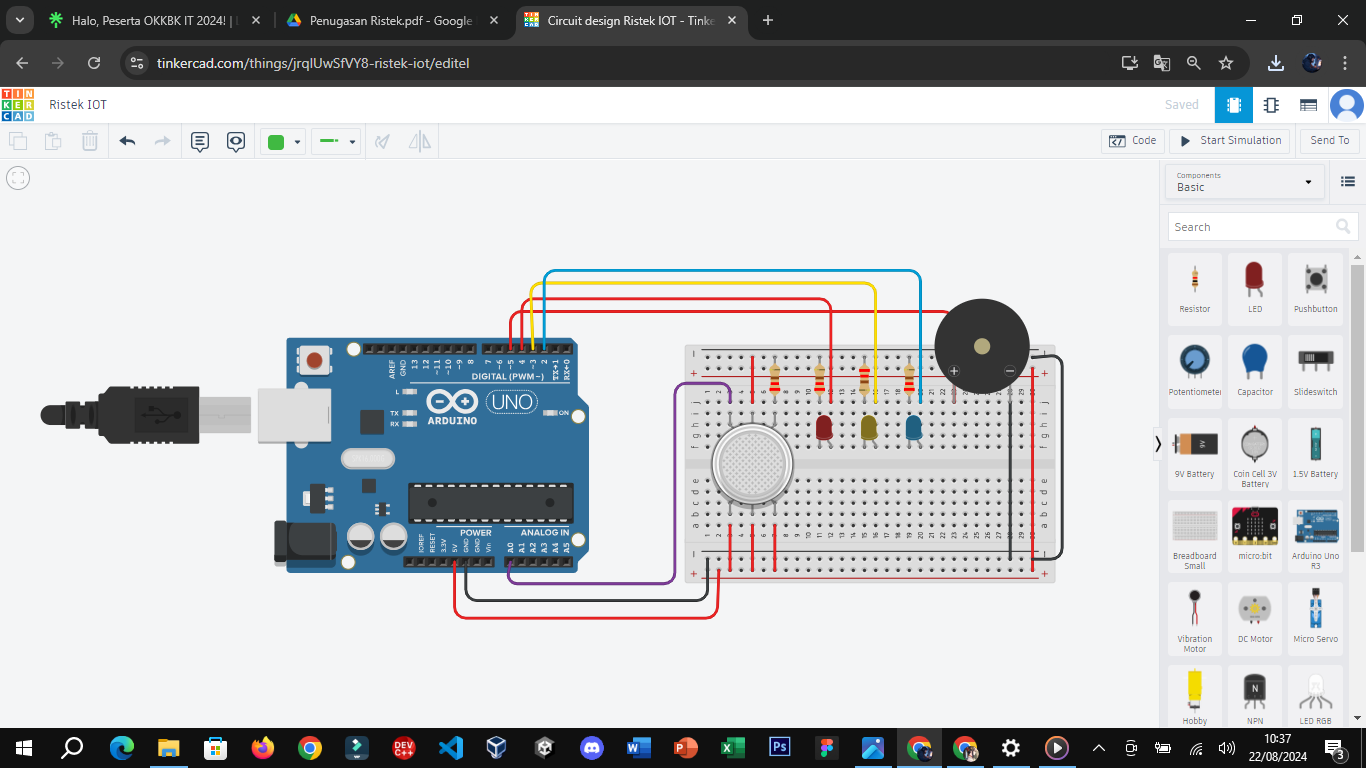 Halo, Peserta OKKBK IT 2024! |
Penugasan Ristek.pdf - Google
Circuit design Ristek IOT - Tinke
tinkercad.com/things/jrqIUwSfVY8-ristek-iot/editel
TIN
KER
CAD
Ristek IOT
Saved
Code
Start Simulation
Send To
Components
Basic
Search
Resistor
LED
Pushbutton
Potentiometer
Capacitor
Slideswitch
9V
9V Battery
Coin Cell 3V
Battery
1.5V Battery
Breadboard
Small
micro:bit
Arduino Uno
R3
Vibration
Motor
DC Motor
Micro Servo
Hobby
N
NPN
LED RGB
AREF
GND
13
12
~11
~10
~9
8
7
~6
~5
4
~3
2
TX→1
RX←0
DIGITAL (PWM~)
L
TX
RX
ARDUINO
UNO
ON
POWER
ANALOG IN
IOREF
RESET
3.3V
5V
GND
GND
Vin
A0
A1
A2
A3
A4
A5
10:37
22/08/2024
3
DEV
C++
Ps